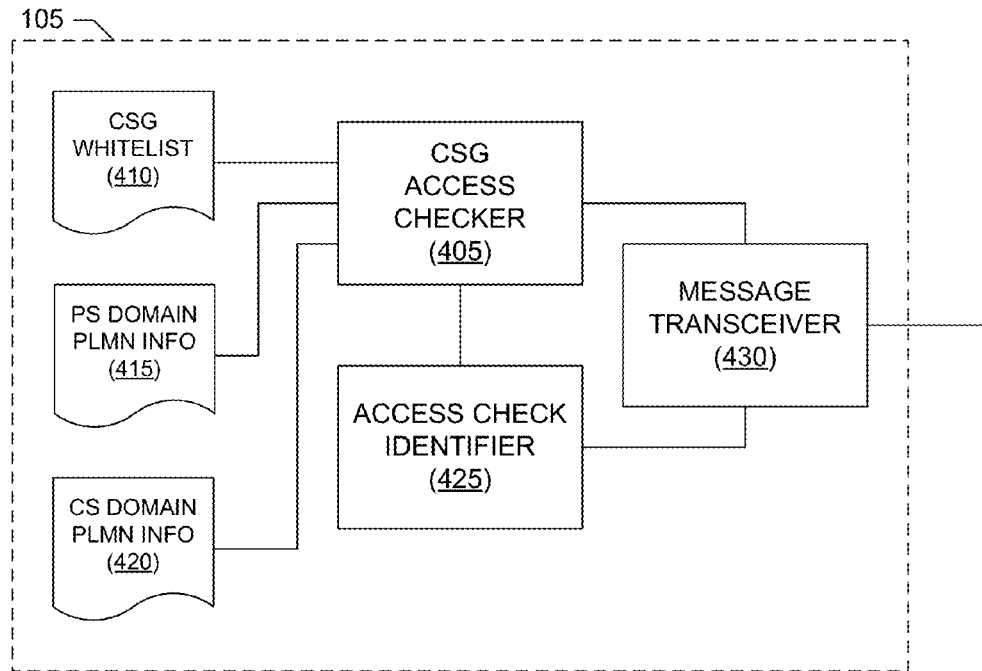 105
CSG
WHITELIST
(410)
PS DOMAIN
PLMN INFO
(415)
CS DOMAIN
PLMN INFO
(420)
CSG
ACCESS
CHECKER
(405)
ACCESS CHECK
IDENTIFIER
(425)
MESSAGE
TRANSCEIVER
(430)